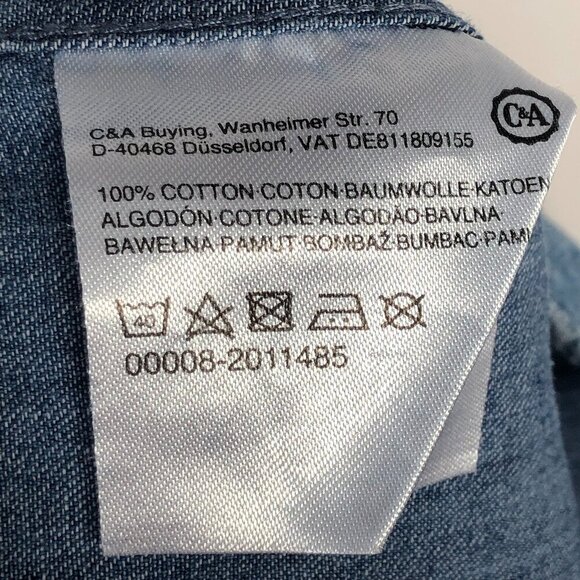 C&A
C&A Buying, Wanheimer Str. 70
D-40468 Düsseldorf, VAT DE811809155
100% COTTON·COTON·BAUMWOLLE·KATOEN
ALGODÓN·COTONE·ALGODÃO·BAVLNA
BAWEŁNA·PAMUT·BOMBAŽ·BUMBAC·
40
00008-2011485